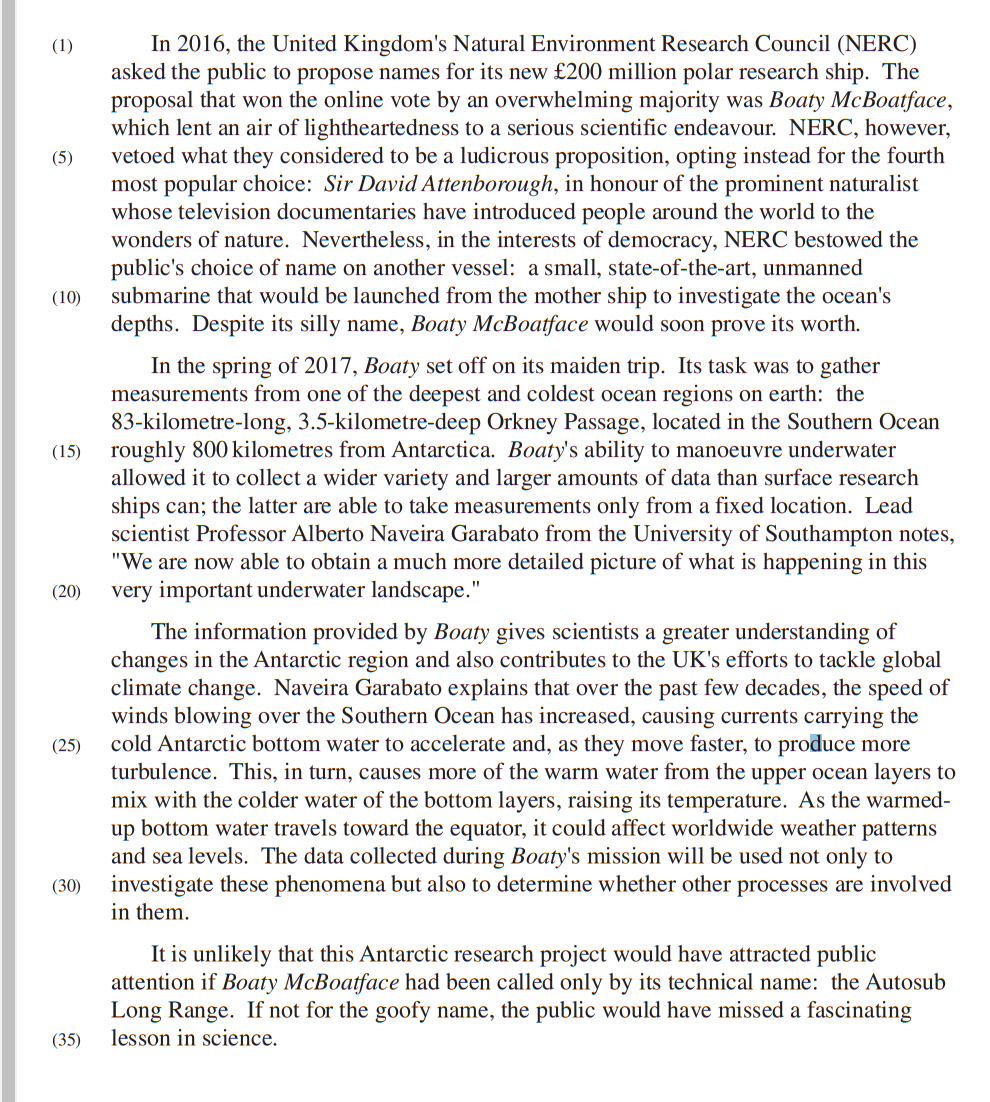 (1) In 2016, the United Kingdom's Natural Environment Research Council (NERC)
asked the public to propose names for its new £200 million polar research ship. The
proposal that won the online vote by an overwhelming majority was Boaty McBoatface,
which lent an air of lightheartedness to a serious scientific endeavour. NERC, however,
(5) vetoed what they considered to be a ludicrous proposition, opting instead for the fourth
most popular choice: Sir David Attenborough, in honour of the prominent naturalist
whose television documentaries have introduced people around the world to the
wonders of nature. Nevertheless, in the interests of democracy, NERC bestowed the
public's choice of name on another vessel: a small, state-of-the-art, unmanned
(10) submarine that would be launched from the mother ship to investigate the ocean's
depths. Despite its silly name, Boaty McBoatface would soon prove its worth.
In the spring of 2017, Boaty set off on its maiden trip. Its task was to gather
measurements from one of the deepest and coldest ocean regions on earth: the
83-kilometre-long, 3.5-kilometre-deep Orkney Passage, located in the Southern Ocean
(15) roughly 800 kilometres from Antarctica. Boaty's ability to manoeuvre underwater
allowed it to collect a wider variety and larger amounts of data than surface research
ships can; the latter are able to take measurements only from a fixed location. Lead
scientist Professor Alberto Naveira Garabato from the University of Southampton notes,
"We are now able to obtain a much more detailed picture of what is happening in this
(20) very important underwater landscape."
The information provided by Boaty gives scientists a greater understanding of
changes in the Antarctic region and also contributes to the UK's efforts to tackle global
climate change. Naveira Garabato explains that over the past few decades, the speed of
winds blowing over the Southern Ocean has increased, causing currents carrying the
(25) cold Antarctic bottom water to accelerate and, as they move faster, to produce more
turbulence. This, in turn, causes more of the warm water from the upper ocean layers to
mix with the colder water of the bottom layers, raising its temperature. As the warmed-
up bottom water travels toward the equator, it could affect worldwide weather patterns
and sea levels. The data collected during Boaty's mission will be used not only to
(30) investigate these phenomena but also to determine whether other processes are involved
in them.
It is unlikely that this Antarctic research project would have attracted public
attention if Boaty McBoatface had been called only by its technical name: the Autosub
Long Range. If not for the goofy name, the public would have missed a fascinating
(35) lesson in science.